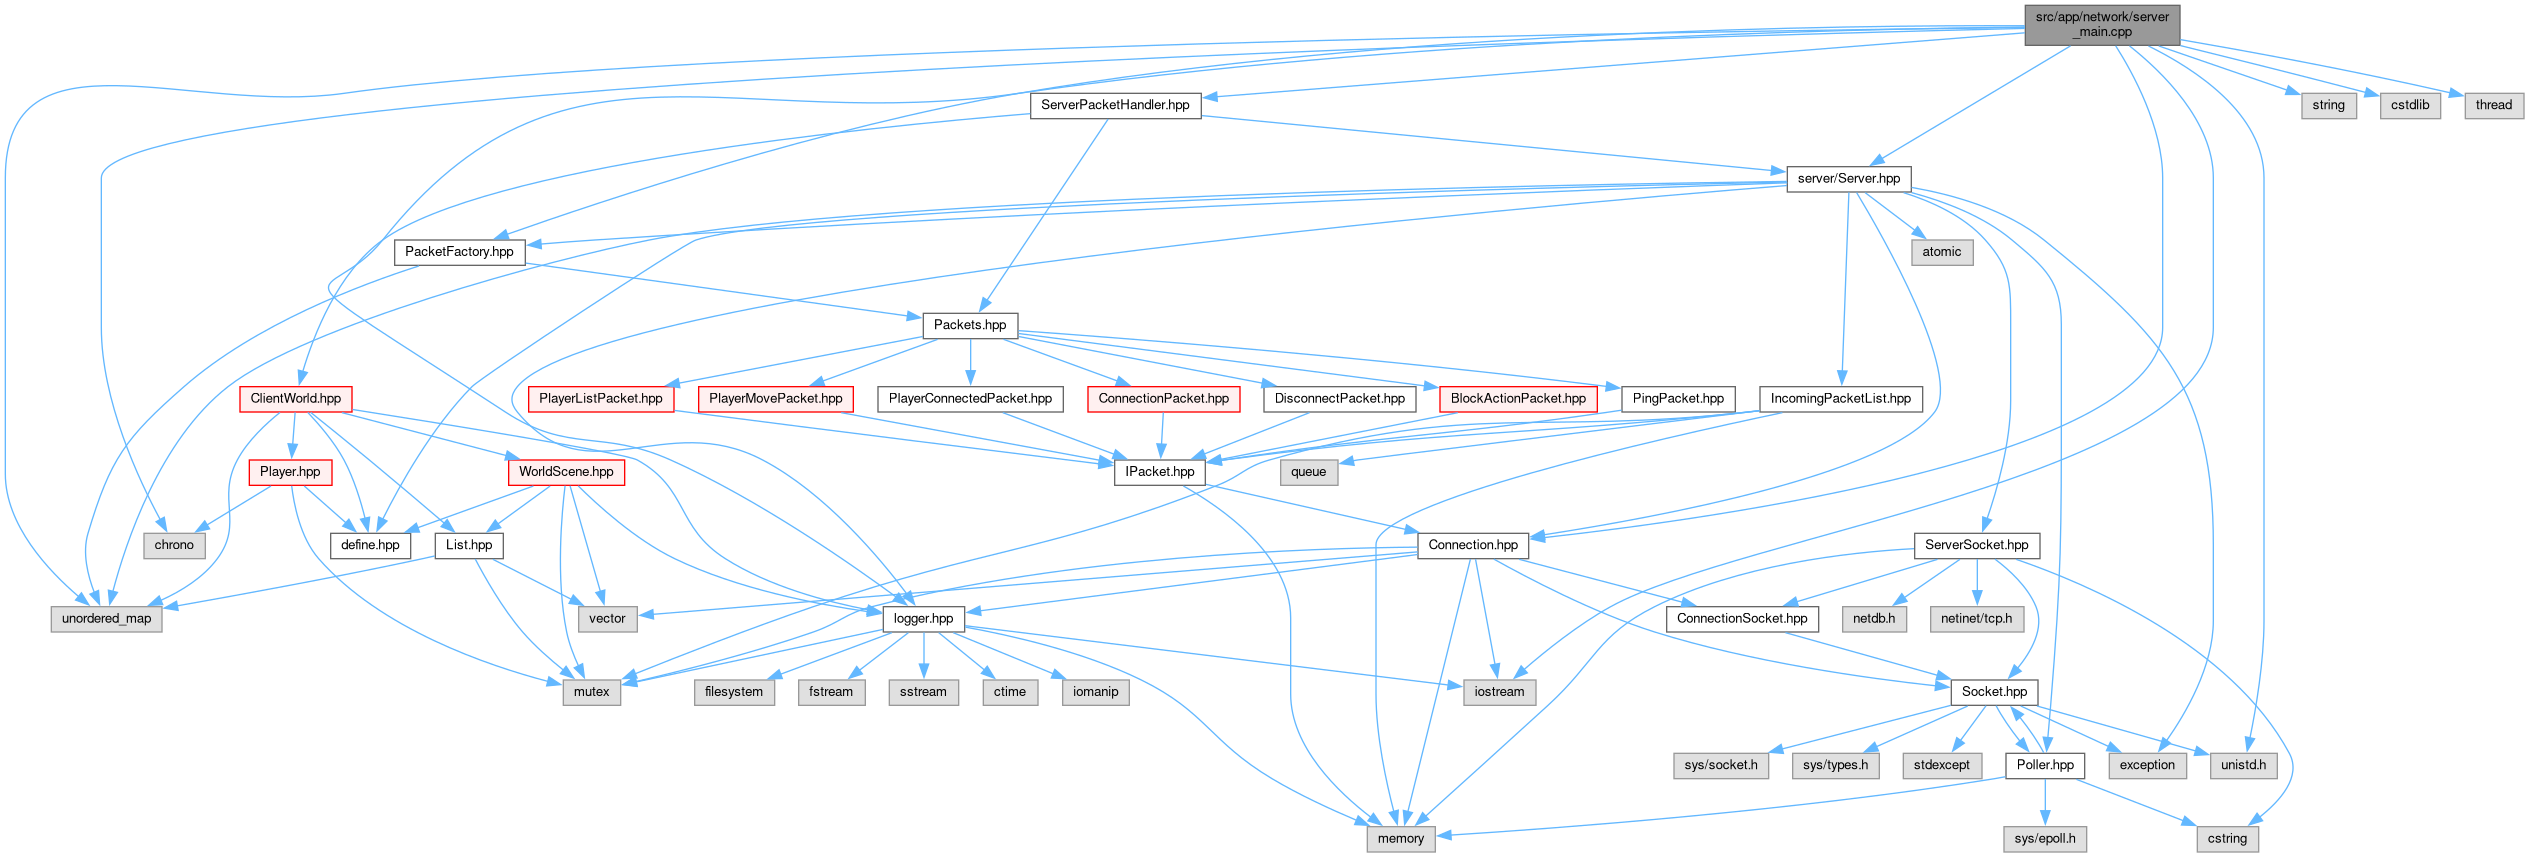 src/app/network/server
_main.cpp
ServerPacketHandler.hpp
string
cstdlib
thread
server/Server.hpp
PacketFactory.hpp
atomic
Packets.hpp
ClientWorld.hpp
PlayerListPacket.hpp
PlayerMovePacket.hpp
PlayerConnectedPacket.hpp
ConnectionPacket.hpp
DisconnectPacket.hpp
BlockActionPacket.hpp
PingPacket.hpp
IncomingPacketList.hpp
Player.hpp
WorldScene.hpp
IPacket.hpp
queue
chrono
define.hpp
List.hpp
Connection.hpp
ServerSocket.hpp
unordered_map
vector
logger.hpp
ConnectionSocket.hpp
netdb.h
netinet/tcp.h
mutex
filesystem
fstream
sstream
ctime
iomanip
iostream
Socket.hpp
sys/socket.h
sys/types.h
stdexcept
Poller.hpp
exception
unistd.h
memory
sys/epoll.h
cstring